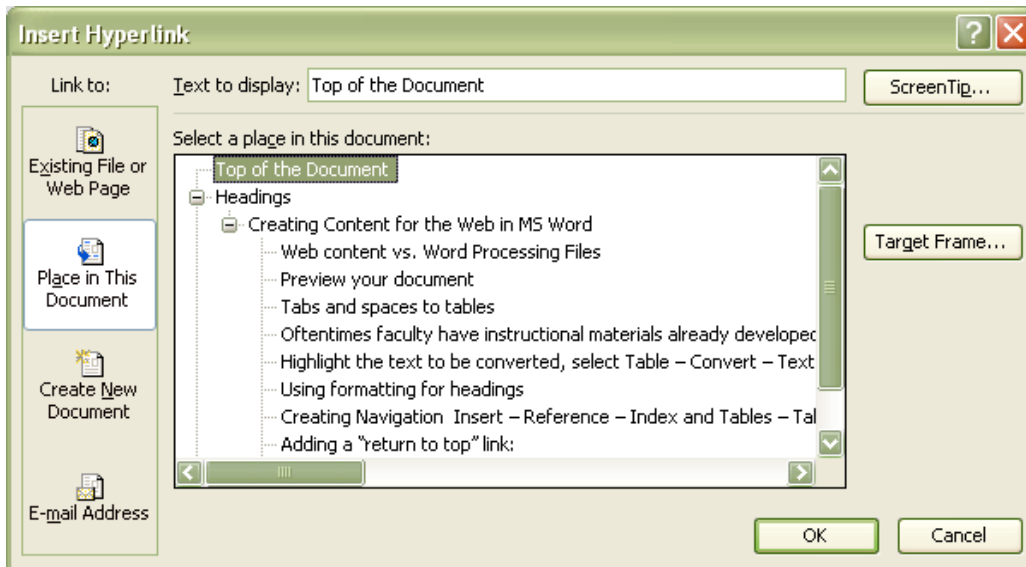 Insert Hyperlink
Link to:
Text to display: Top of the Document
ScreenTip...
Select a place in this document:
Existing File or
Web Page
Place in This
Document
Create New
Document
E-mail Address
Top of the Document
Headings
Creating Content for the Web in MS Word
Web content vs. Word Processing Files
Preview your document
Tabs and spaces to tables
Oftentimes faculty have instructional materials already developed
Highlight the text to be converted, select Table – Convert – Text
Using formatting for headings
Creating Navigation Insert – Reference – Index and Tables – Tal
Adding a “return to top” link:
Target Frame...
OK
Cancel